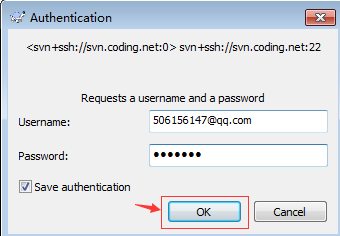 Authentication
<svn+ssh://svn.coding.net:0> svn+ssh://svn.coding.net:22
Requests a username and a password
Username: 506156147@qq.com
Password: •••••••
Save authentication
OK Cancel